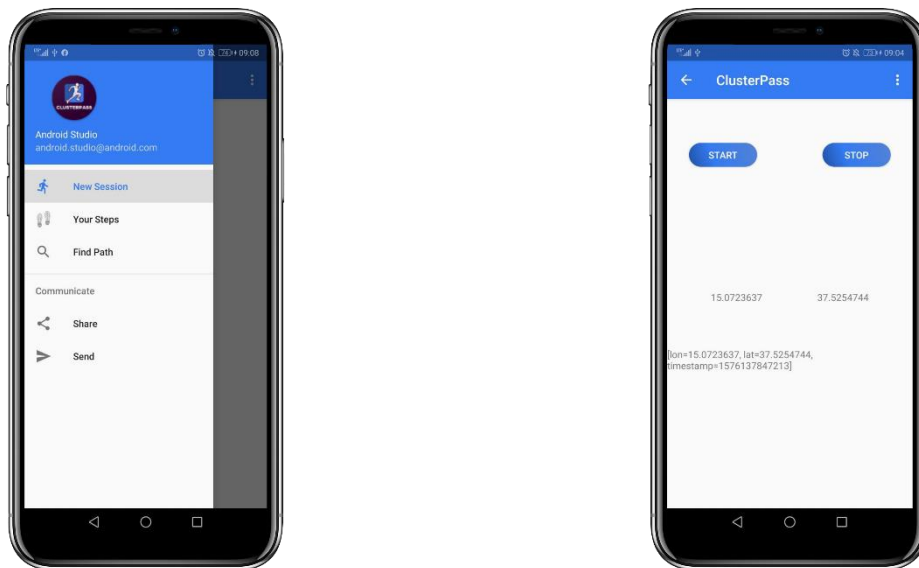 09:08
CLUSTERPASS
Android Studio
android.studio@android.com
New Session
Your Steps
Find Path
Communicate
Share
Send
09:04
ClusterPass
START
STOP
15.0723637
37.5254744
[lon=15.0723637, lat=37.5254744,
timestamp=1576137847213]